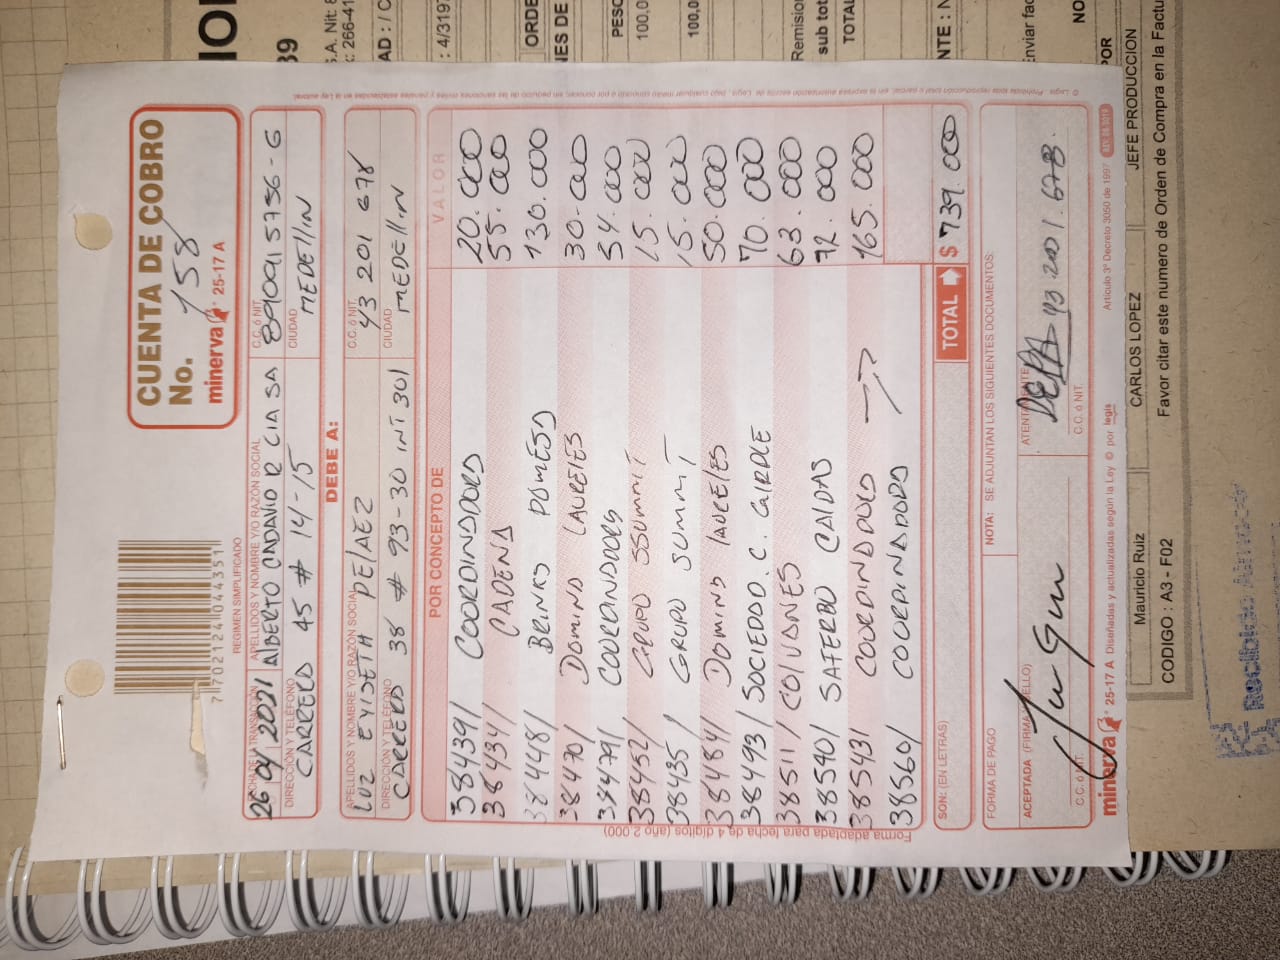 7 702124 044351
CUENTA DE COBRO
No. 158
minerva 25-17 A
REGIMEN SIMPLIFICADO
FECHA DE LA TRANSACCIÓN APELLIDOS Y NOMBRE Y/O RAZÓN SOCIAL C.C. ó NIT.
26 04 2021 AlBERTO CADAVID R CIA SA 890915756-6
DIRECCIÓN Y TELÉFONO CIUDAD
CARRERA 45 # 14-15 MEDEllIN
DEBE A:
APELLIDOS Y NOMBRE Y/O RAZÓN SOCIAL C.C. ó NIT.
LUZ PElAEZ 43 201 678
DIRECCIÓN Y TELÉFONO CIUDAD
CARRERA 38 # 93-30 INT 301 MEDEllIN
POR CONCEPTO DE VALOR
38439/ COORDINADORA 20.000
38434/ CADENA 55.000
38448/ BRINKS POMESA 130.000
38470/ DOMINA LAURElES 30-000
38479/ COORDINADORA 54.000
38452/ GRUPO SSUMMIT 15.000
38435/ GRUPO SUMMIT 15.000
38484/ DOMINA lAURElES 50.000
38493/ SOCIEDAD. C. GIRDLE 70.000
38511/ COlVANES 63.000
38540/ SAFERBO CAlDAS 72.000
38543/ COORDINADORA 165.000
38560/ COORDINADORA
SON: (EN LETRAS) TOTAL $ 739.000
FORMA DE PAGO NOTA: SE ADJUNTAN LOS SIGUIENTES DOCUMENTOS:
ACEPTADA (FIRMA Y SELLO) ATENTAMENTE
43.201.678.
C.C. ó NIT. C.C. ó NIT.
minerva 25-17 A Diseñadas y actualizadas según la Ley © por legis Artículo 3º Decreto 3050 de 1997
Forma adaptada para fecha de 4 dígitos (año 2.000)
39
S.A. Nit: 8
: 266-41
AD : / C
: 4/3197
ORDE
NES DE
PESO
100,0
100,0
Remision
sub tot
TOTAL
NTE : N
Enviar fac
NO
POR
Mauricio Ruiz CARLOS LOPEZ JEFE PRODUCCION
CODIGO : A3 - F02 Favor citar este numero de Orden de Compra en la Factu
Recibido Almacé